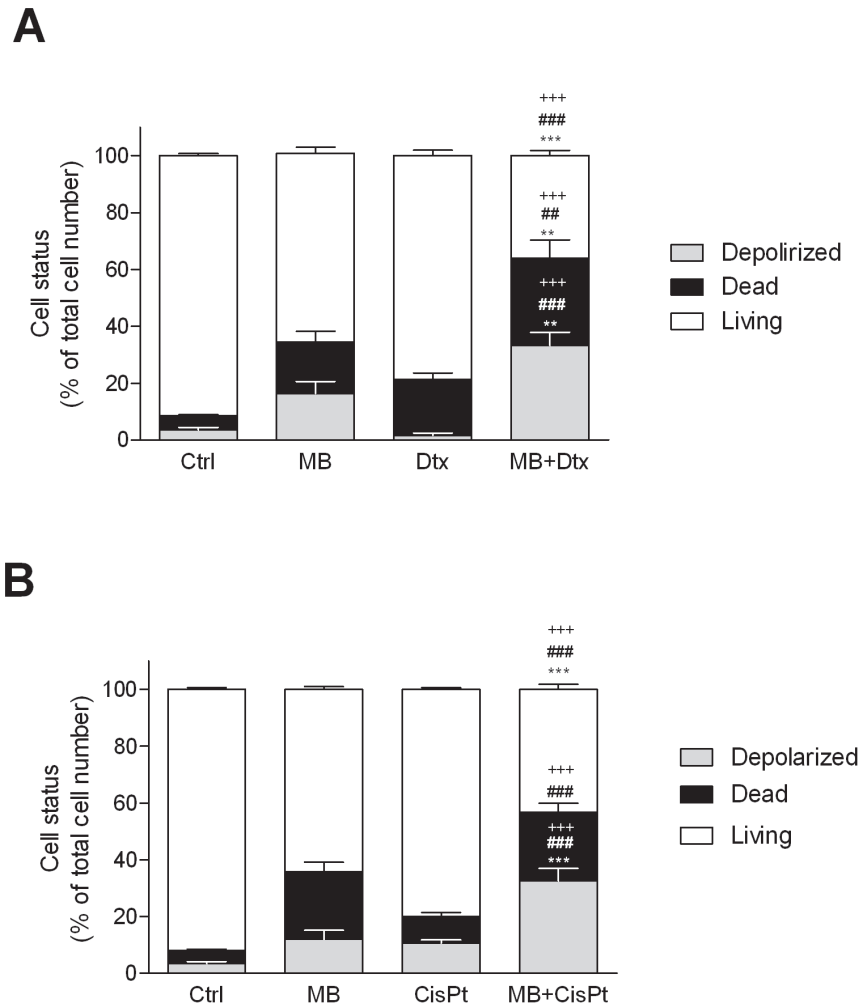 A
+++
###
***
100
+++
##
**
80
60
+++
###
**
40
20
0
Cell status
(% of total cell number)
Ctrl
MB
Dtx
MB+Dtx
Depolirized
Dead
Living
B
+++
###
***
100
80
+++
###
60
+++
###
***
40
20
0
Cell status
(% of total cell number)
Ctrl
MB
CisPt
MB+CisPt
Depolarized
Dead
Living